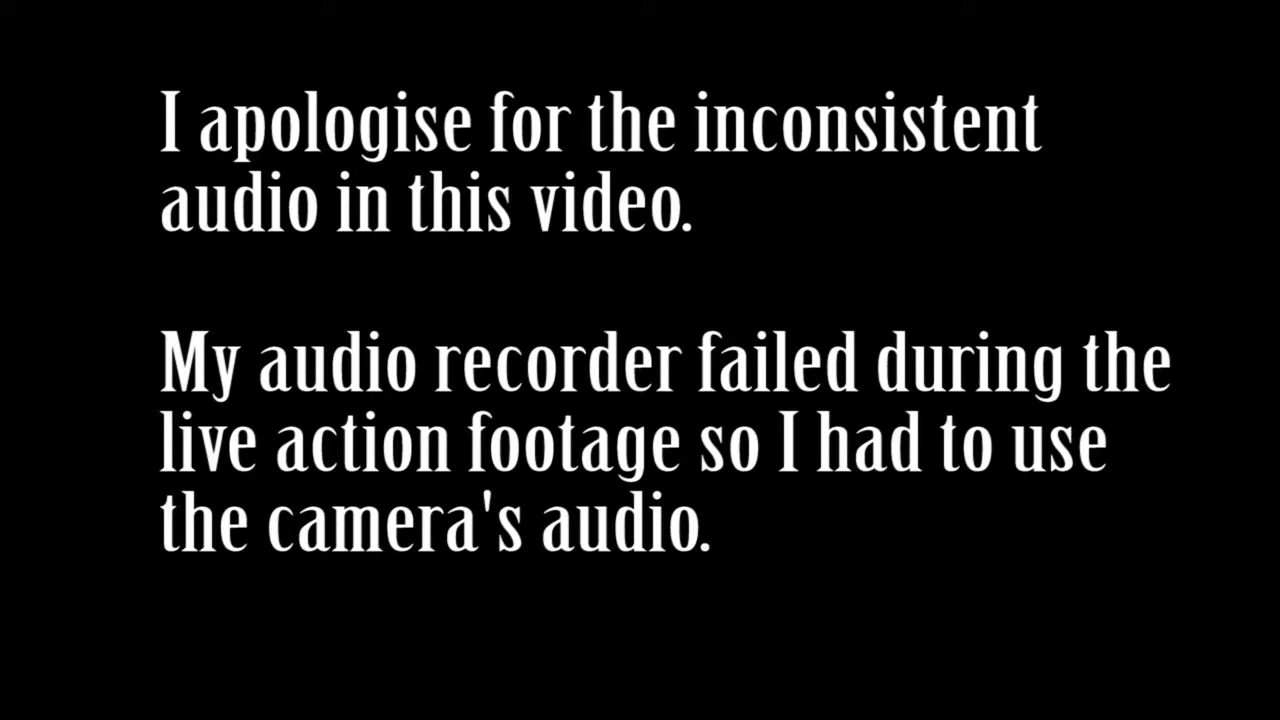 I apologise for the inconsistent
audio in this video.
My audio recorder failed during the
live action footage so I had to use
the camera's audio.